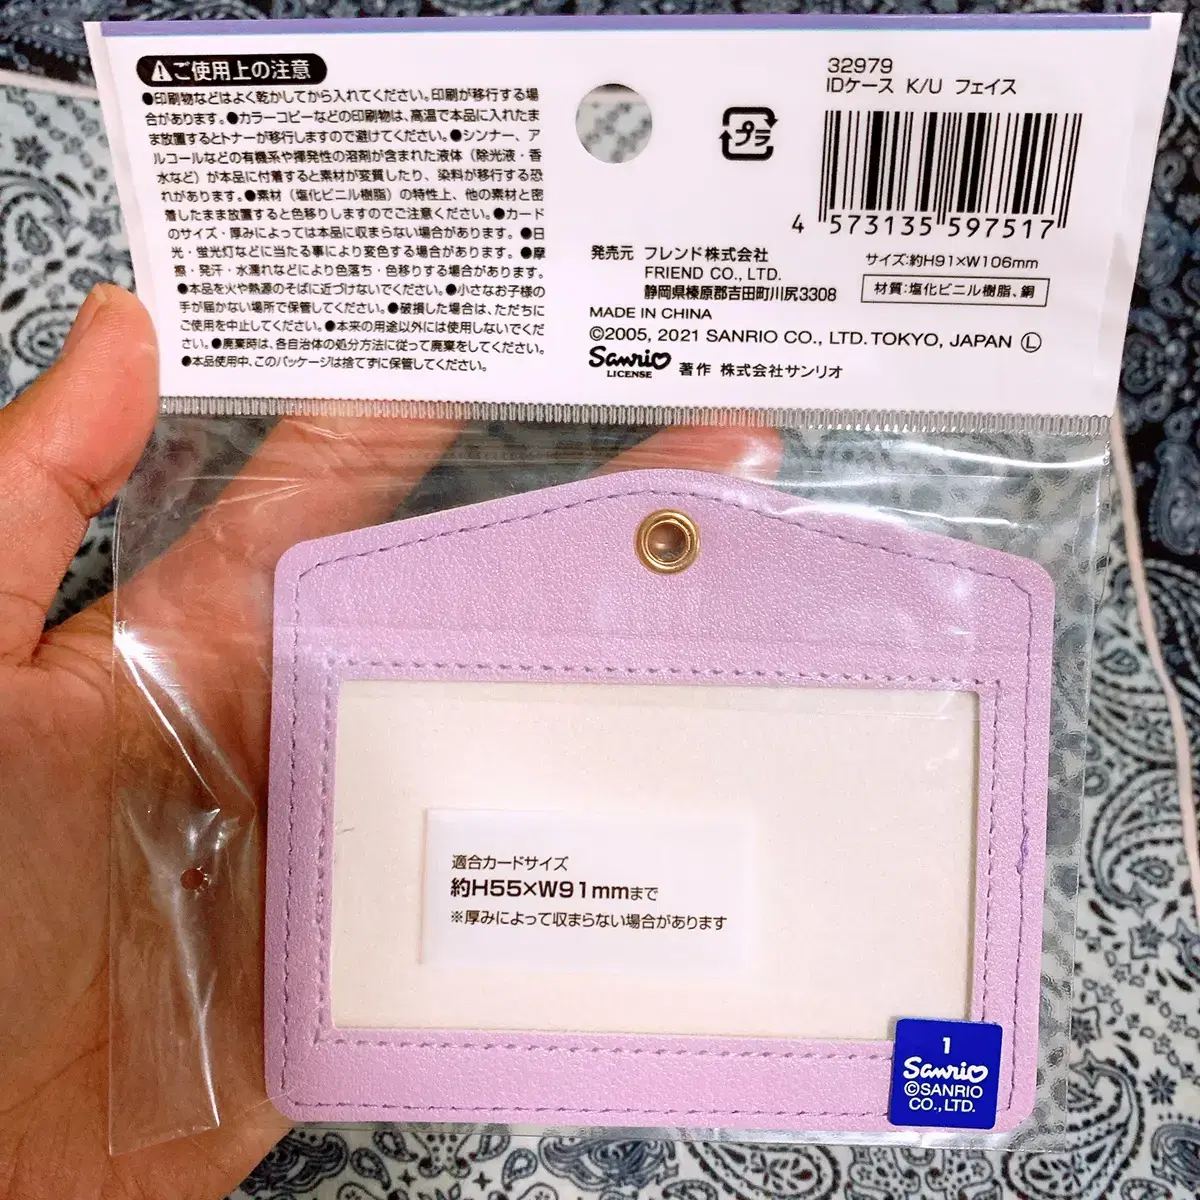 ご使用上の注意
●印刷物などはよく乾かしてから入れてください。印刷が移行する場
合があります。●カラーコピーなどの印刷物は、高温で本品に入れたま
ま放置するとトナーが移行しますので避けてください。●シンナー、ア
ルコールなどの有機系や揮発性の溶剤が含まれた液体（除光液・香
水など）が本品に付着すると素材が変質したり、染料が移行する恐
れがあります。●素材（塩化ビニル樹脂）の特性上、他の素材と密
着したまま放置すると色移りしますのでご注意ください。●カード
のサイズ・厚みによっては本品に収まらない場合があります。●日
光・蛍光灯などに当たる事により変色する場合があります。●摩
擦・発汗・水濡れなどにより色落ち・色移りする場合があります。
●本品を火や熱源のそばに近づけないでください。●小さなお子様の
手が届かない場所で保管してください。●破損した場合は、ただちに
ご使用を中止してください。●本来の用途以外には使用しないでくだ
さい。●廃棄時は、各自治体の処分方法に従って廃棄をしてください。
●本品使用中、このパッケージは捨てずに保管してください。
プラ
32979
IDケース K/U フェイス
4 573135 597517
サイズ:約H91×W106mm
材質:塩化ビニル樹脂、銅
発売元 フレンド株式会社
FRIEND CO., LTD.
静岡県榛原郡吉田町川尻3308
MADE IN CHINA
©2005, 2021 SANRIO CO., LTD. TOKYO, JAPAN Ⓛ
Sanrio
LICENSE
著作 株式会社サンリオ
適合カードサイズ
約H55×W91mmまで
※厚みによって収まらない場合があります
1
Sanrio
©SANRIO
CO., LTD.